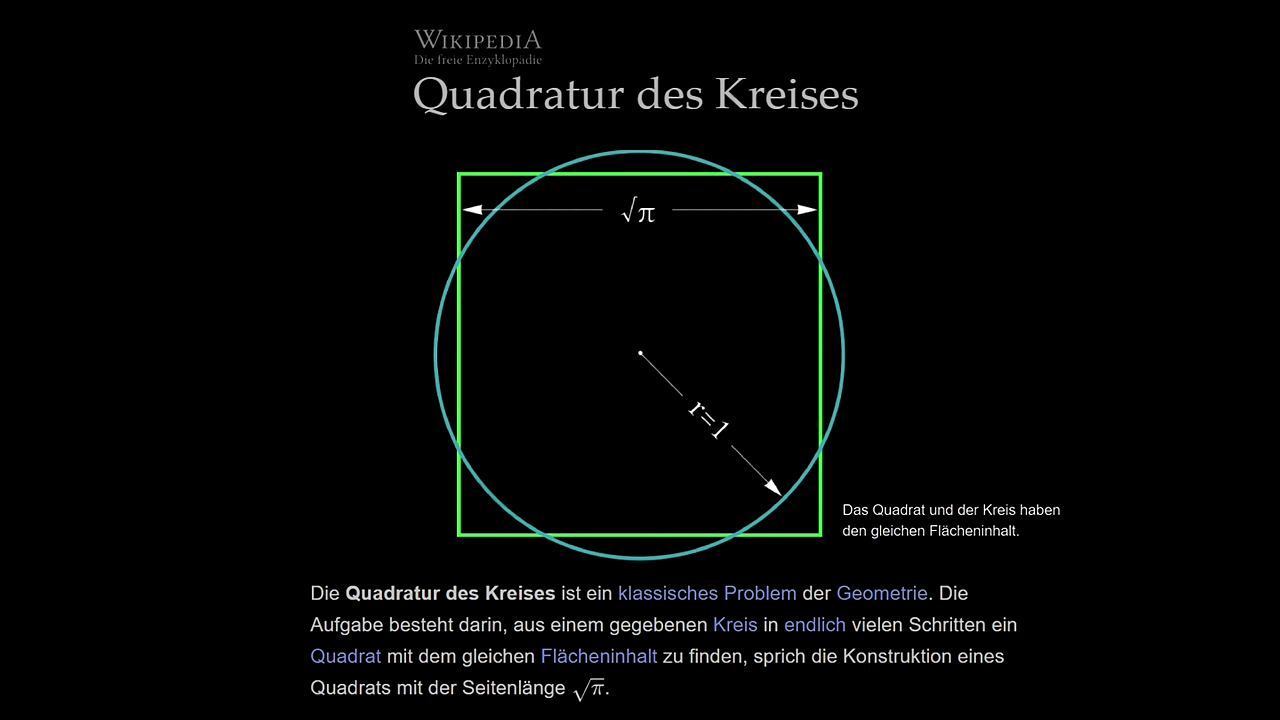 WIKIPEDIA
Die freie Enzyklopädie
Quadratur des Kreises
√π
r=1
Das Quadrat und der Kreis haben
den gleichen Flächeninhalt.
Die Quadratur des Kreises ist ein klassisches Problem der Geometrie. Die
Aufgabe besteht darin, aus einem gegebenen Kreis in endlich vielen Schritten ein
Quadrat mit dem gleichen Flächeninhalt zu finden, sprich die Konstruktion eines
Quadrats mit der Seitenlänge √π.